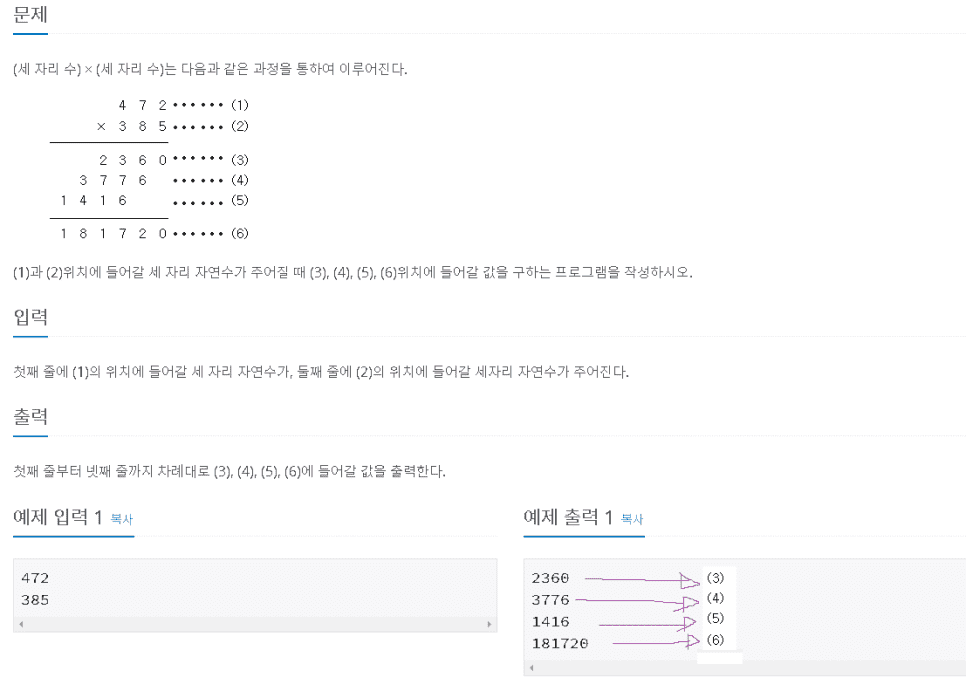 문제
(세 자리 수) × (세 자리 수)는 다음과 같은 과정을 통하여 이루어진다.
4 7 2 •••••• (1)
× 3 8 5 •••••• (2)
2 3 6 0 •••••• (3)
3 7 7 6 •••••• (4)
1 4 1 6 •••••• (5)
1 8 1 7 2 0 •••••• (6)
(1)과 (2)위치에 들어갈 세 자리 자연수가 주어질 때 (3), (4), (5), (6)위치에 들어갈 값을 구하는 프로그램을 작성하시오.
입력
첫째 줄에 (1)의 위치에 들어갈 세 자리 자연수가, 둘째 줄에 (2)의 위치에 들어갈 세자리 자연수가 주어진다.
출력
첫째 줄부터 넷째 줄까지 차례대로 (3), (4), (5), (6)에 들어갈 값을 출력한다.
예제 입력 1 복사
472
385
예제 출력 1 복사
2360 (3)
3776 (4)
1416 (5)
181720 (6)